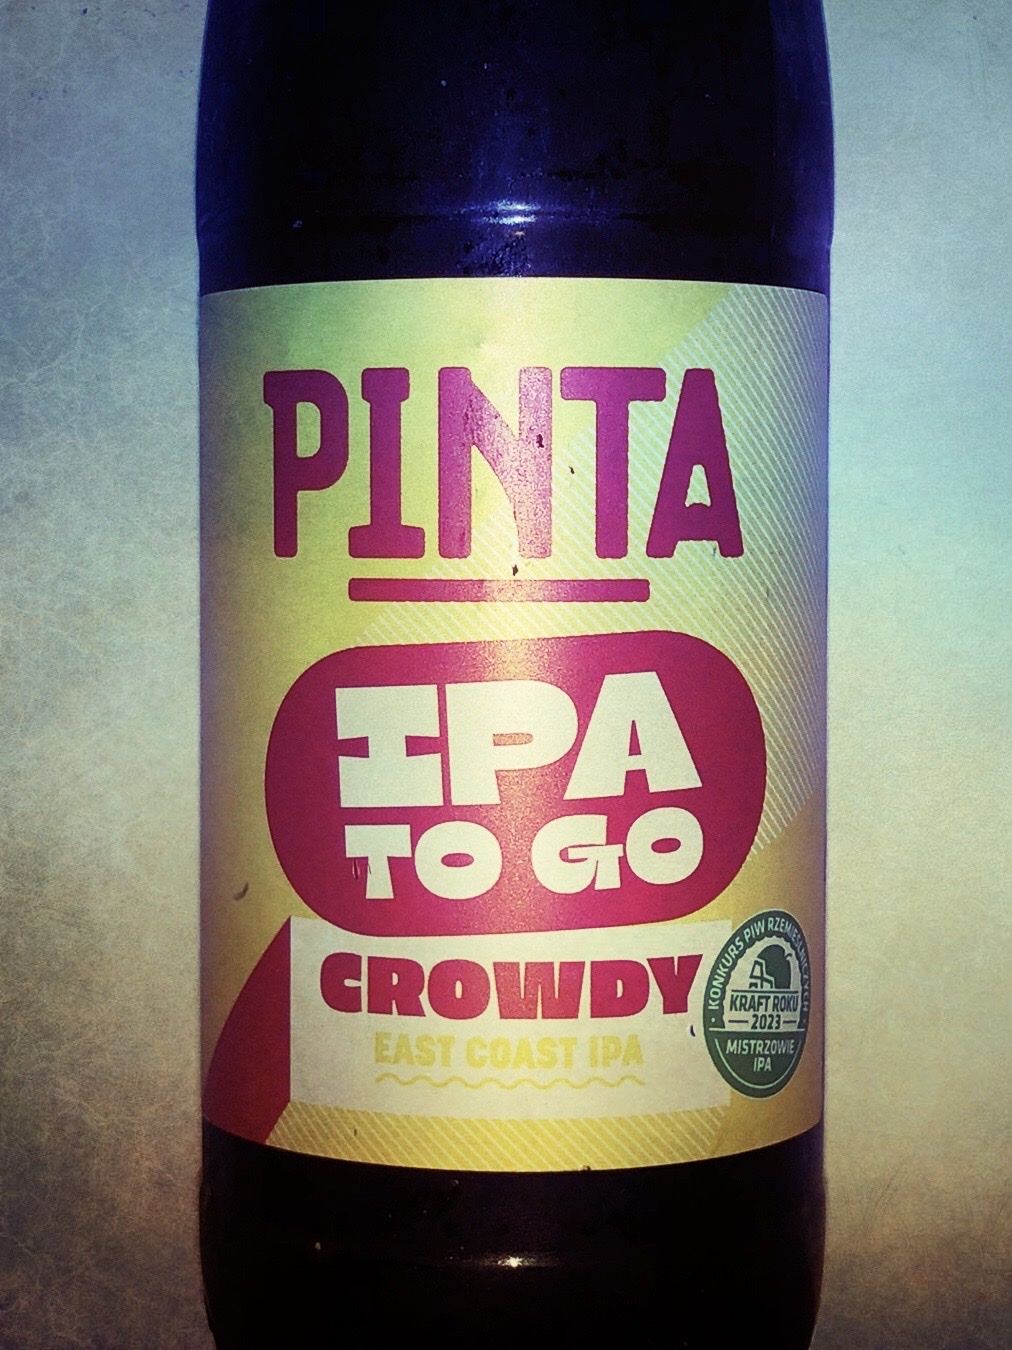 PINTA
IPA
TO GO
CROWDY
EAST COAST IPA
KONKURS PIW RZEMIEŚLNICZYCH
KRAFT ROKU
2023
MISTRZOWIE
IPA